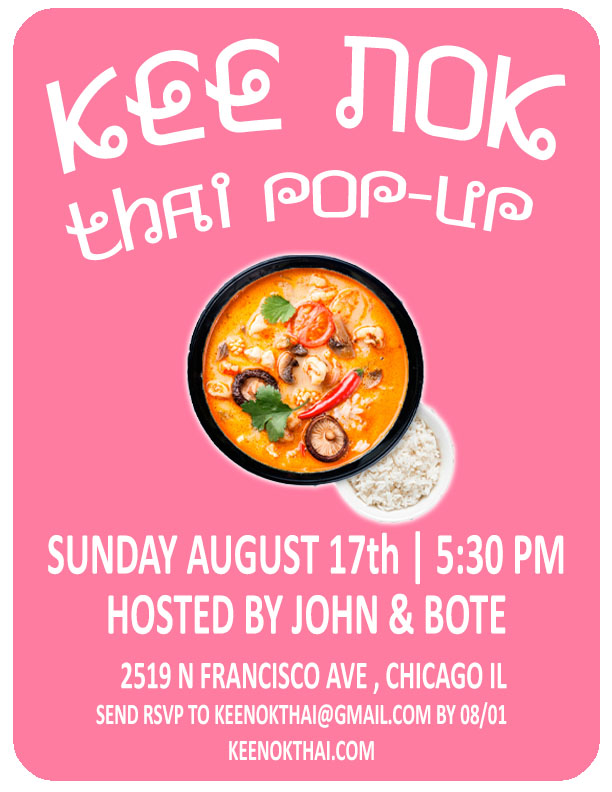 KEE NOK
thai POP-UP
SUNDAY AUGUST 17th | 5:30 PM
HOSTED BY JOHN & BOTE
2519 N FRANCISCO AVE , CHICAGO IL
SEND RSVP TO KEENOKTHAI@GMAIL.COM BY 08/01
KEENOKTHAI.COM